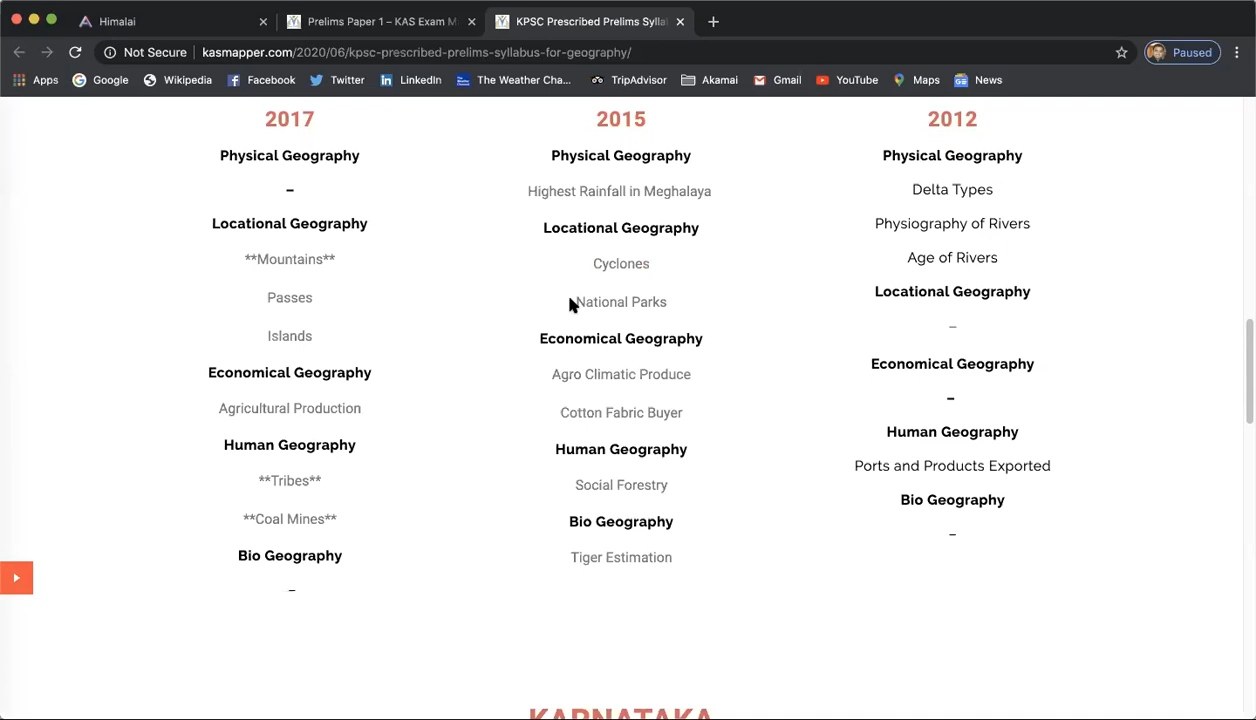 Himalai
Prelims Paper 1 – KAS Exam M
KPSC Prescribed Prelims Sylla
Not Secure
kasmapper.com/2020/06/kpsc-prescribed-prelims-syllabus-for-geography/
Paused
Apps
Google
Wikipedia
Facebook
Twitter
LinkedIn
The Weather Cha...
TripAdvisor
Akamai
Gmail
YouTube
Maps
News
2017
Physical Geography
–
Locational Geography
**Mountains**
Passes
Islands
Economical Geography
Agricultural Production
Human Geography
**Tribes**
**Coal Mines**
Bio Geography
–
2015
Physical Geography
Highest Rainfall in Meghalaya
Locational Geography
Cyclones
National Parks
Economical Geography
Agro Climatic Produce
Cotton Fabric Buyer
Human Geography
Social Forestry
Bio Geography
Tiger Estimation
2012
Physical Geography
Delta Types
Physiography of Rivers
Age of Rivers
Locational Geography
–
Economical Geography
–
Human Geography
Ports and Products Exported
Bio Geography
–
KARNATAKA